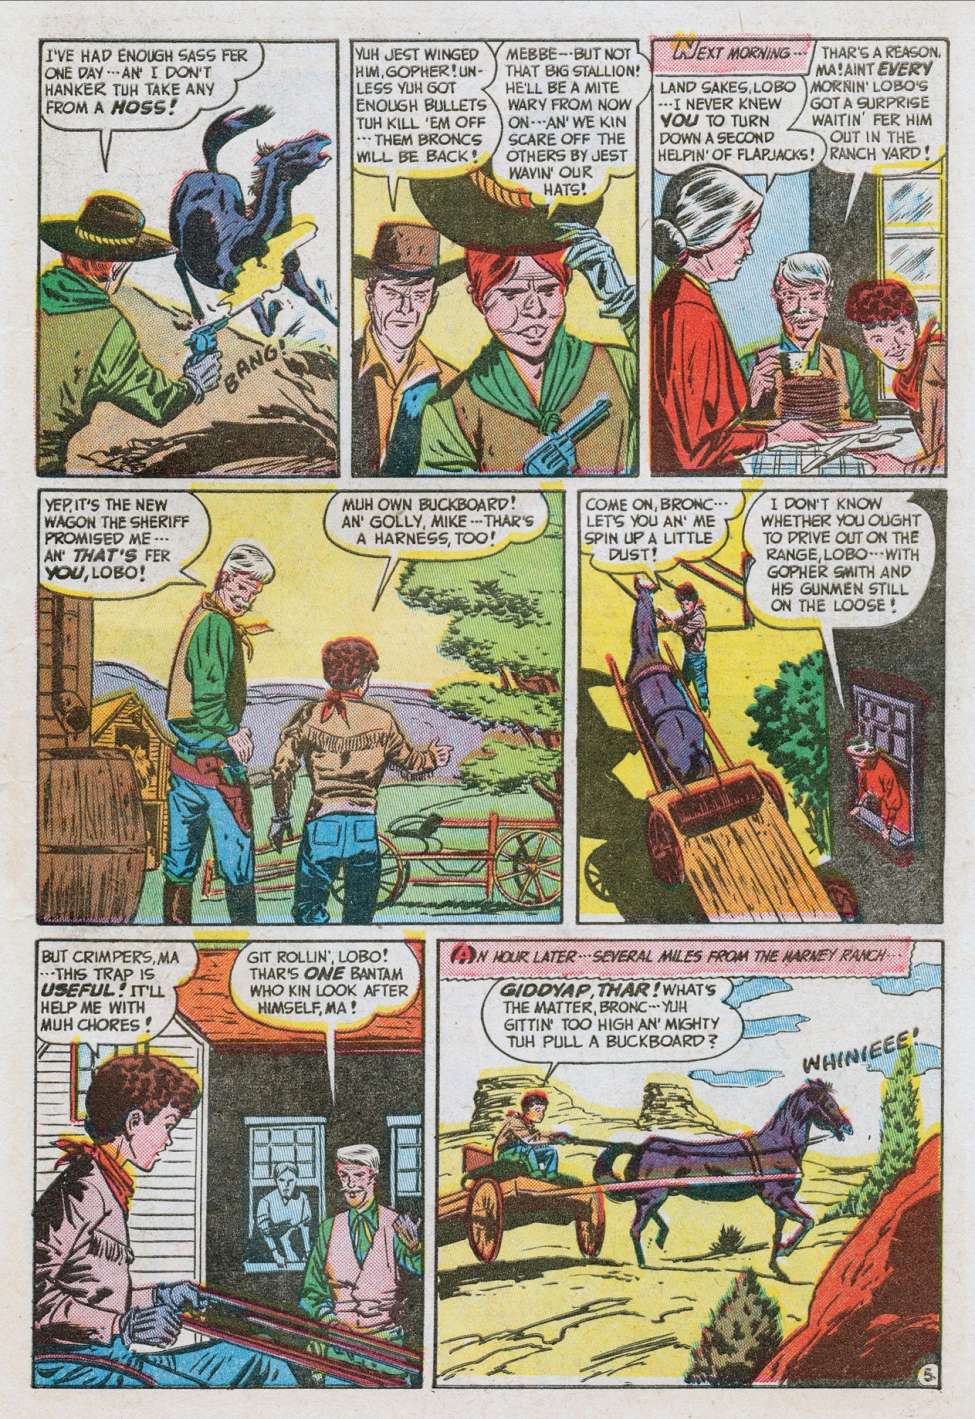 I'VE HAD ENOUGH SASS FER
ONE DAY---AN' I DON'T
HANKER TUH TAKE ANY
FROM A HOSS!
BANG!
YUH JEST WINGED
HIM, GOPHER! UN-
LESS YUH GOT
ENOUGH BULLETS
TUH KILL 'EM OFF
---THEM BRONCS
WILL BE BACK!
MEBBE---BUT NOT
THAT BIG STALLION!
HE'LL BE A MITE
WARY FROM NOW
ON---AN' WE KIN
SCARE OFF THE
OTHERS BY JEST
WAVIN' OUR
HATS!
NEXT MORNING---
LAND SAKES, LOBO
---I NEVER KNEW
YOU TO TURN
DOWN A SECOND
HELPIN' OF FLAPJACKS!
THAR'S A REASON,
MA! AINT EVERY
MORNIN' LOBO'S
GOT A SURPRISE
WAITIN' FER HIM
OUT IN THE
RANCH YARD!
YEP, IT'S THE NEW
WAGON THE SHERIFF
PROMISED ME---
AN' THAT'S FER
YOU, LOBO!
MUH OWN BUCKBOARD!
AN' GOLLY, MIKE---THAR'S
A HARNESS, TOO!
COME ON, BRONC---
LET'S YOU AN' ME
SPIN UP A LITTLE
DUST!
I DON'T KNOW
WHETHER YOU OUGHT
TO DRIVE OUT ON THE
RANGE, LOBO---WITH
GOPHER SMITH AND
HIS GUNMEN STILL
ON THE LOOSE!
BUT CRIMPERS, MA
---THIS TRAP IS
USEFUL! IT'LL
HELP ME WITH
MUH CHORES!
GIT ROLLIN', LOBO!
THAR'S ONE BANTAM
WHO KIN LOOK AFTER
HIMSELF, MA!
AN HOUR LATER---SEVERAL MILES FROM THE HARNEY RANCH---
GIDDYAP, THAR! WHAT'S
THE MATTER, BRONC---YUH
GITTIN' TOO HIGH AN' MIGHTY
TUH PULL A BUCKBOARD?
WHINIEEE!
5